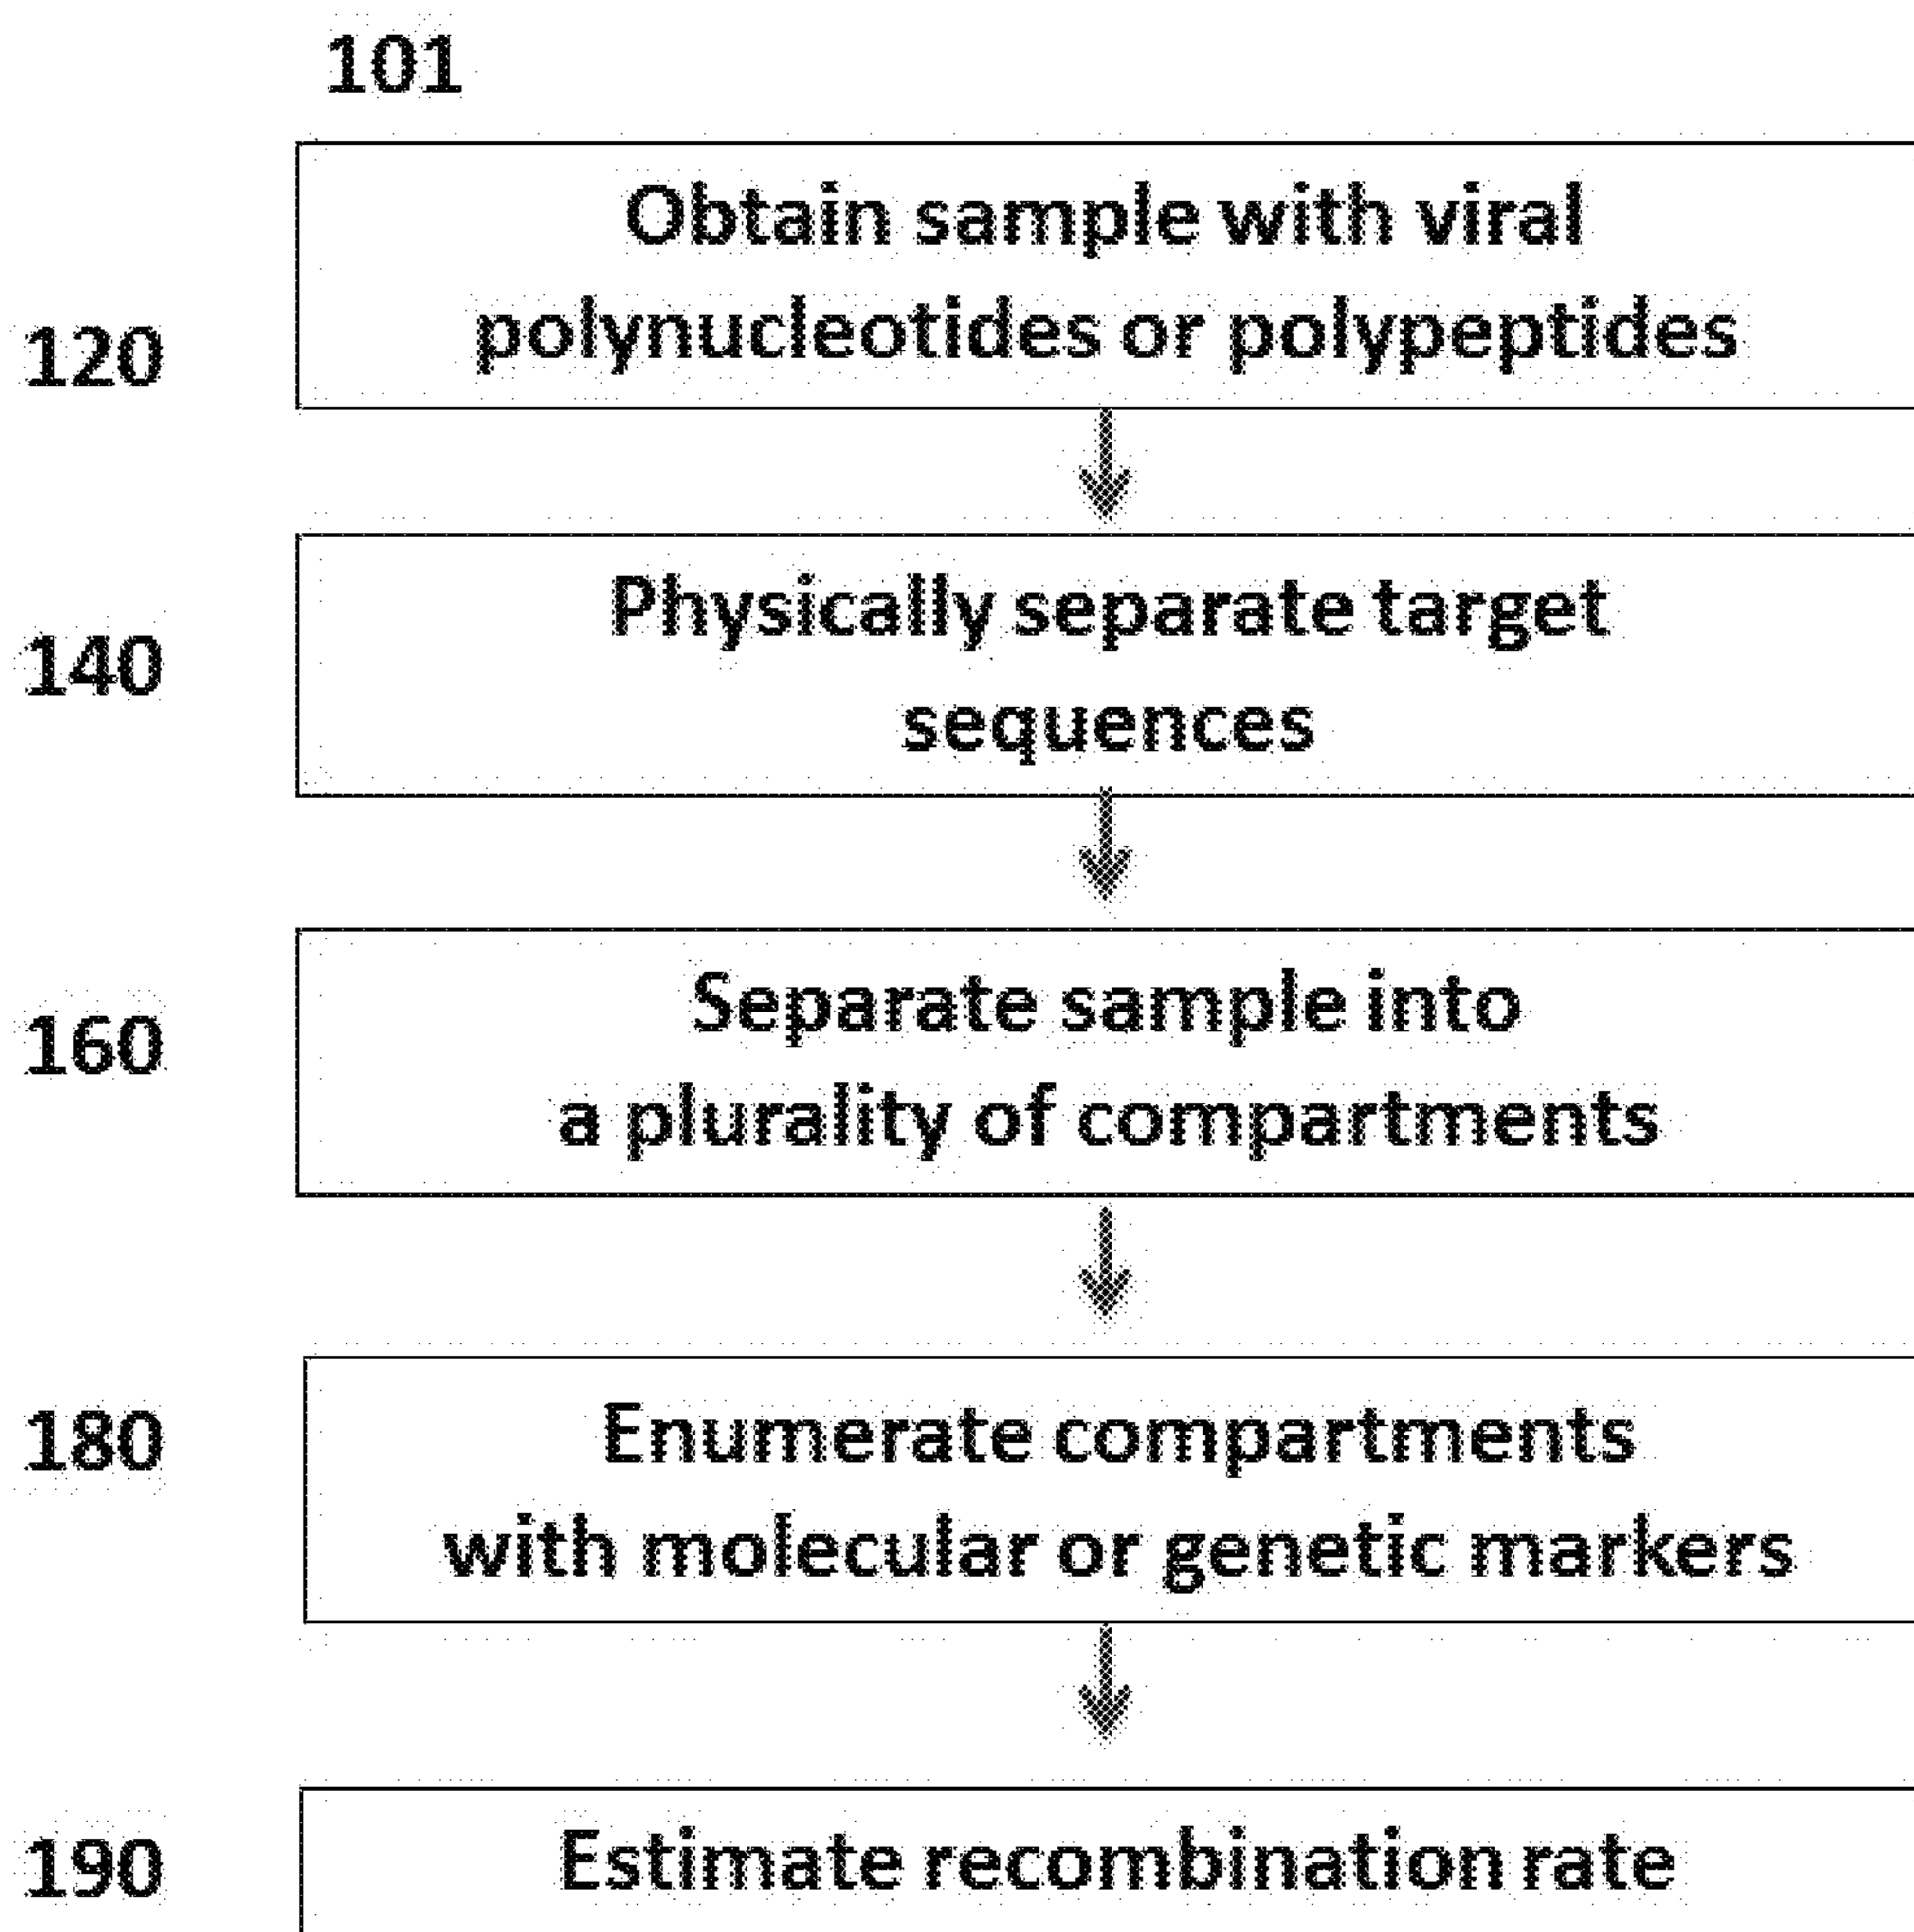 101
Obtain sample with viral
polynucleotides or polypeptides
120
Physically separate target
sequences
140
Separate sample into
a plurality of compartments
160
Enumerate compartments
with molecular or genetic markers
180
Estimate recombination rate
190